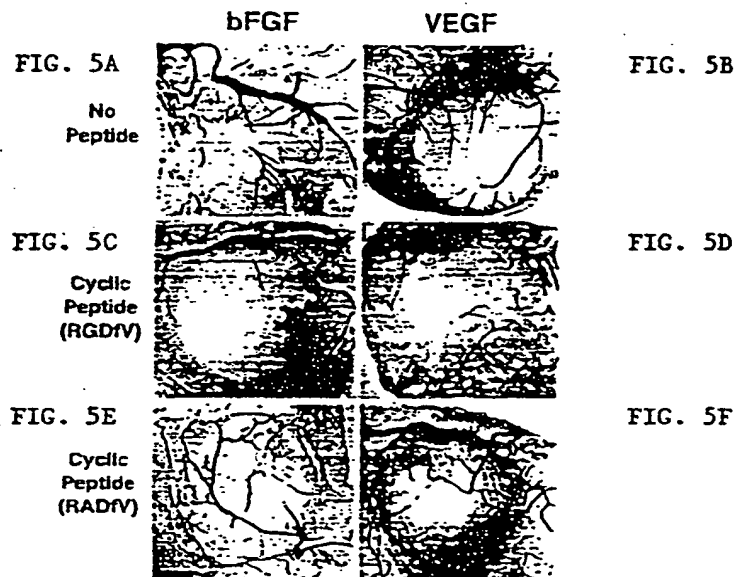 bFGF VEGF
FIG. 5A FIG. 5B
No
Peptide
FIG. 5C FIG. 5D
Cyclic
Peptide
(RGDfV)
FIG. 5E FIG. 5F
Cyclic
Peptide
(RADfV)